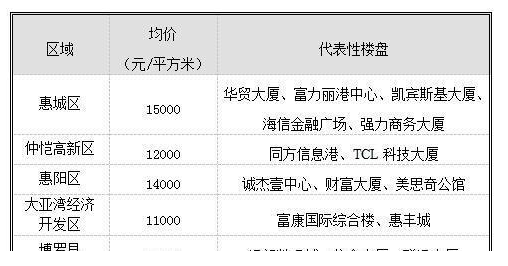 区域 均价 代表性楼盘
（元/平方米）
惠城区 15000 华贸大厦、富力丽港中心、凯宾斯基大厦、
海信金融广场、强力商务大厦
仲恺高新区 12000 同方信息港、TCL 科技大厦
惠阳区 14000 诚杰壹中心、财富大厦、美思奇公馆
大亚湾经济
开发区 11000 富康国际综合楼、惠丰城
博罗县